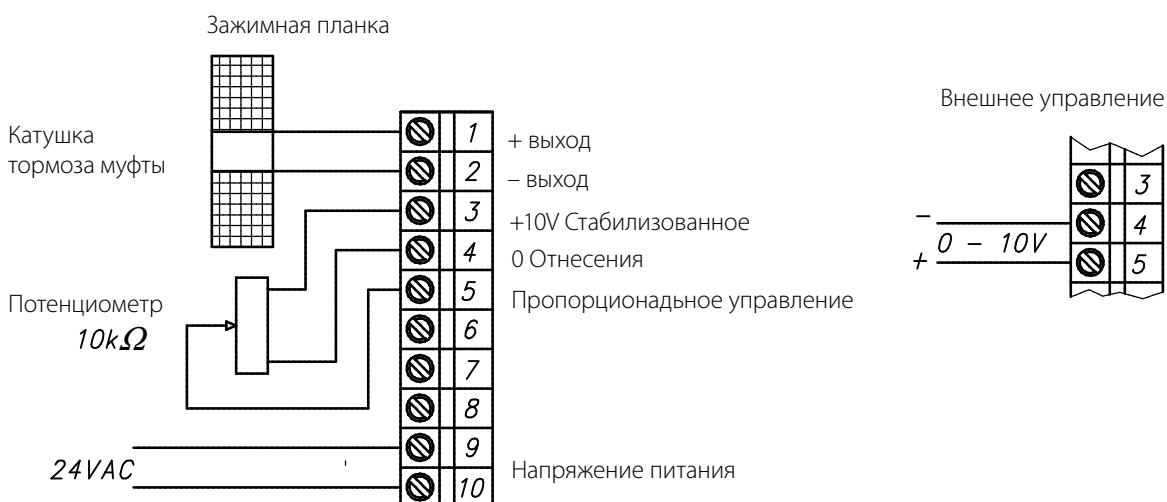 Зажимная планка
Катушка
тормоза муфты
1
+ выход
2
– выход
3
+10V Стабилизованное
4
0 Отнесения
5
Пропорционадьное управление
Потенциометр
10kΩ
6
7
8
9
24VAC
10
Напряжение питания
Внешнее управление
3
4
5
–
0 – 10V
+